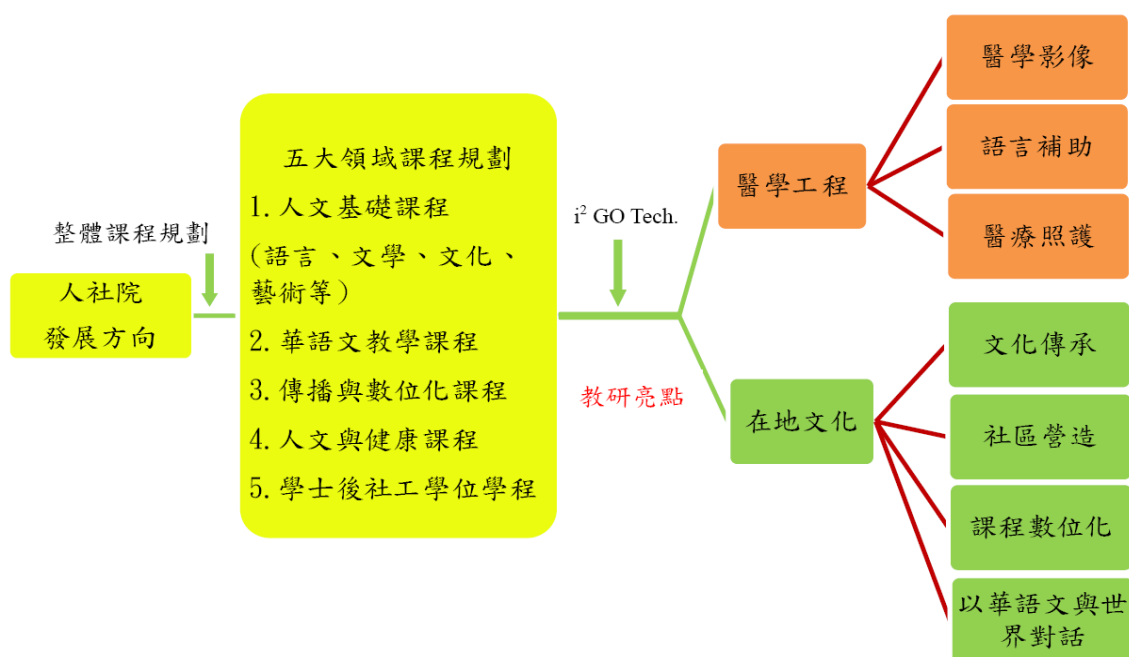 整體課程規劃
人社院
發展方向
五大領域課程規劃
1.人文基礎課程
(語言、文學、文化、
藝術等)
2.華語文教學課程
3.傳播與數位化課程
4.人文與健康課程
5.學士後社工學位學程
i² GO Tech.
教研亮點
醫學工程
醫學影像
語言補助
醫療照護
在地文化
文化傳承
社區營造
課程數位化
以華語文與世
界對話